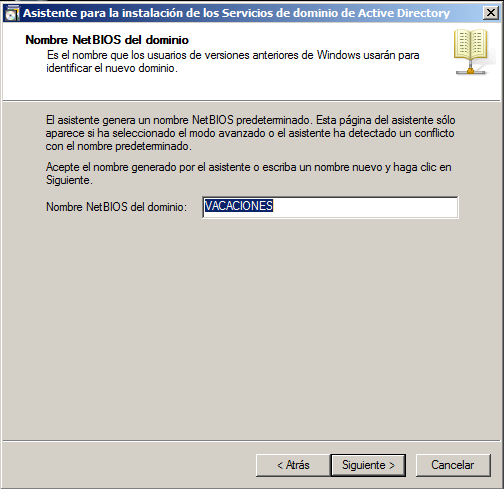 Asistente para la instalación de los Servicios de dominio de Active Directory
Nombre NetBIOS del dominio
Es el nombre que los usuarios de versiones anteriores de Windows usarán para
identificar el nuevo dominio.
El asistente genera un nombre NetBIOS predeterminado. Esta página del asistente sólo
aparece si ha seleccionado el modo avanzado o el asistente ha detectado un conflicto
con el nombre predeterminado.
Acepte el nombre generado por el asistente o escriba un nombre nuevo y haga clic en
Siguiente.
Nombre NetBIOS del dominio: VACACIONES
< Atrás Siguiente > Cancelar